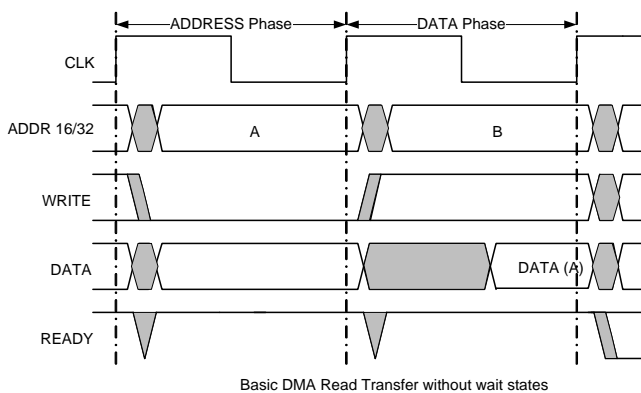 ADDRESS Phase DATA Phase
CLK
ADDR 16/32 A B
WRITE
DATA DATA (A)
READY
Basic DMA Read Transfer without wait states